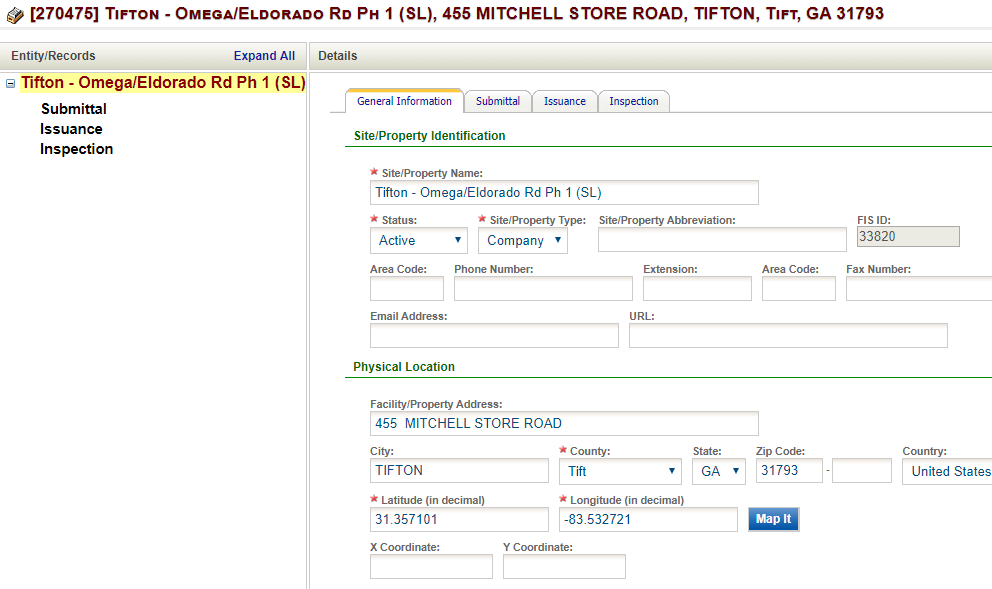 [270475] Tifton - Omega/Eldorado Rd Ph 1 (SL), 455 MITCHELL STORE ROAD, TIFTON, Tift, GA 31793
Entity/Records Expand All
Details
Tifton - Omega/Eldorado Rd Ph 1 (SL)
Submittal
Issuance
Inspection
General Information Submittal Issuance Inspection
Site/Property Identification
* Site/Property Name:
Tifton - Omega/Eldorado Rd Ph 1 (SL)
* Status: * Site/Property Type: Site/Property Abbreviation: FIS ID:
Active Company 33820
Area Code: Phone Number: Extension: Area Code: Fax Number:
Email Address: URL:
Physical Location
Facility/Property Address:
455 MITCHELL STORE ROAD
City: * County: State: Zip Code: Country:
TIFTON Tift GA 31793 - United States
* Latitude (in decimal) * Longitude (in decimal)
31.357101 -83.532721 Map It
X Coordinate: Y Coordinate: